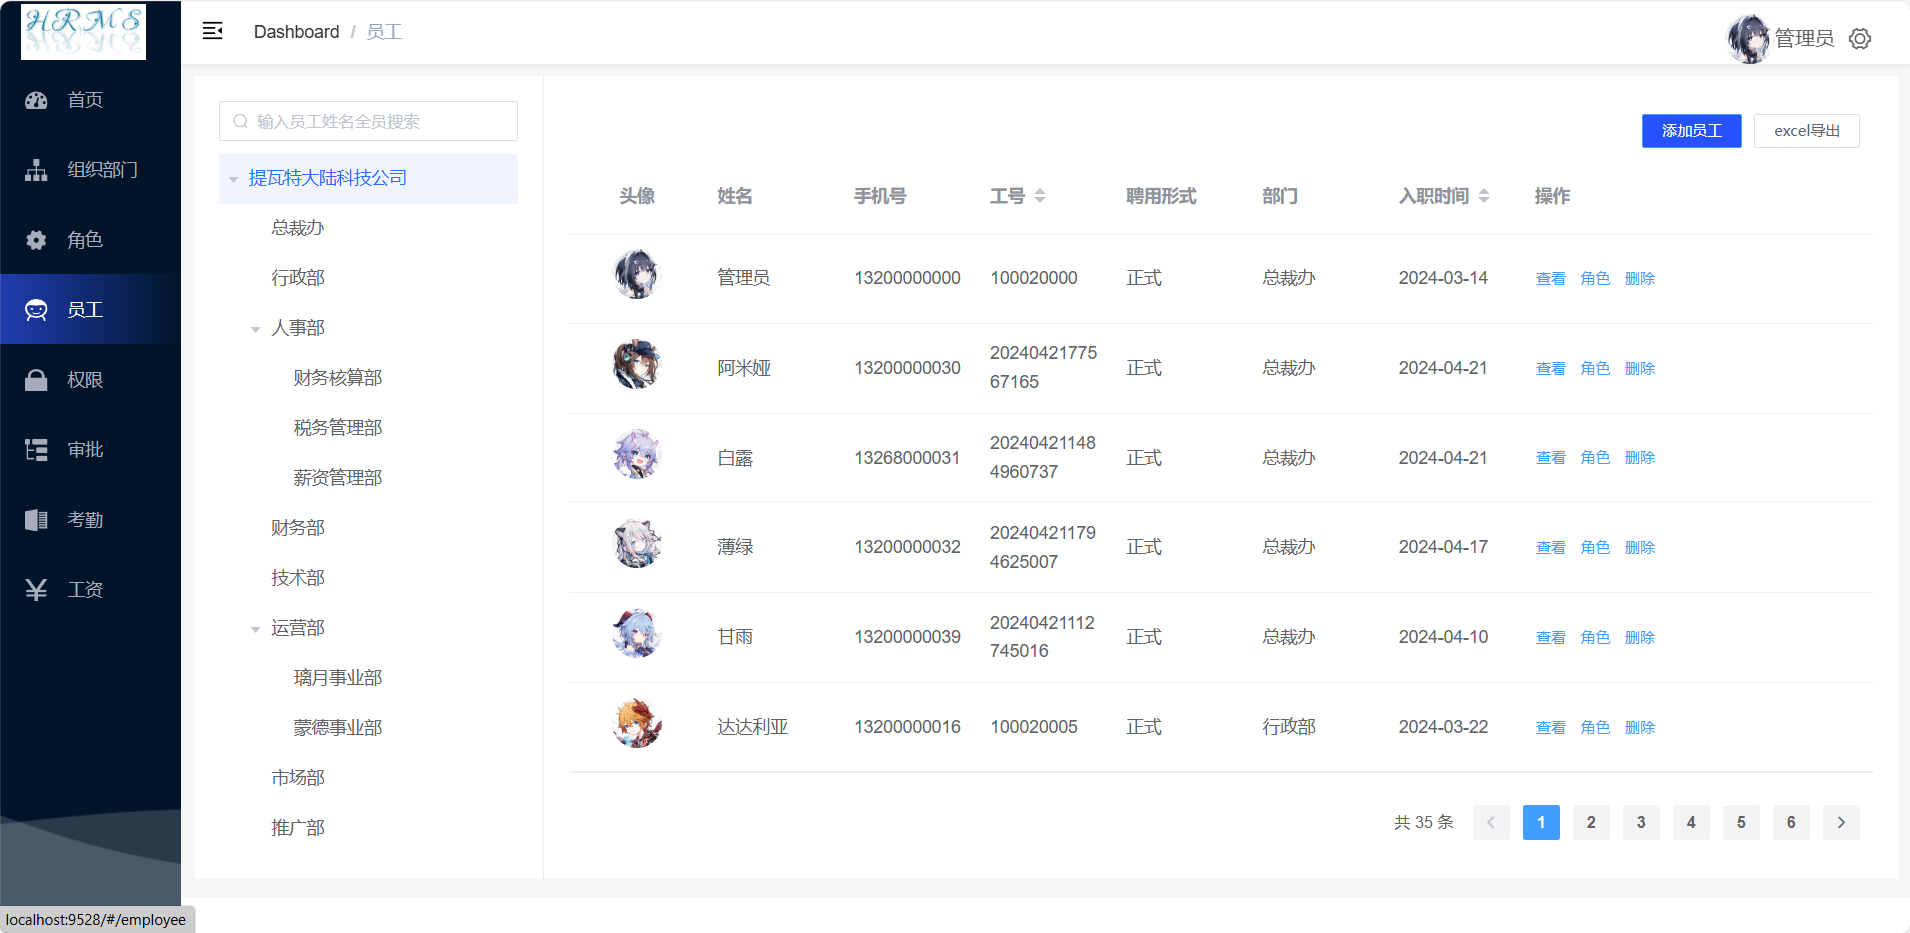 HRMS
首页
组织部门
角色
员工
权限
审批
考勤
工资
Dashboard / 员工
管理员
输入员工姓名全员搜索
提瓦特大陆科技公司
总裁办
行政部
人事部
财务核算部
税务管理部
薪资管理部
财务部
技术部
运营部
璃月事业部
蒙德事业部
市场部
推广部
添加员工 excel导出
头像 姓名 手机号 工号 聘用形式 部门 入职时间 操作
管理员 13200000000 100020000 正式 总裁办 2024-03-14 查看 角色 删除
阿米娅 13200000030 20240421775
67165 正式 总裁办 2024-04-21 查看 角色 删除
白露 13268000031 20240421148
4960737 正式 总裁办 2024-04-21 查看 角色 删除
薄绿 13200000032 20240421179
4625007 正式 总裁办 2024-04-17 查看 角色 删除
甘雨 13200000039 20240421112
745016 正式 总裁办 2024-04-10 查看 角色 删除
达达利亚 13200000016 100020005 正式 行政部 2024-03-22 查看 角色 删除
共 35 条 1 2 3 4 5 6
localhost:9528/#/employee